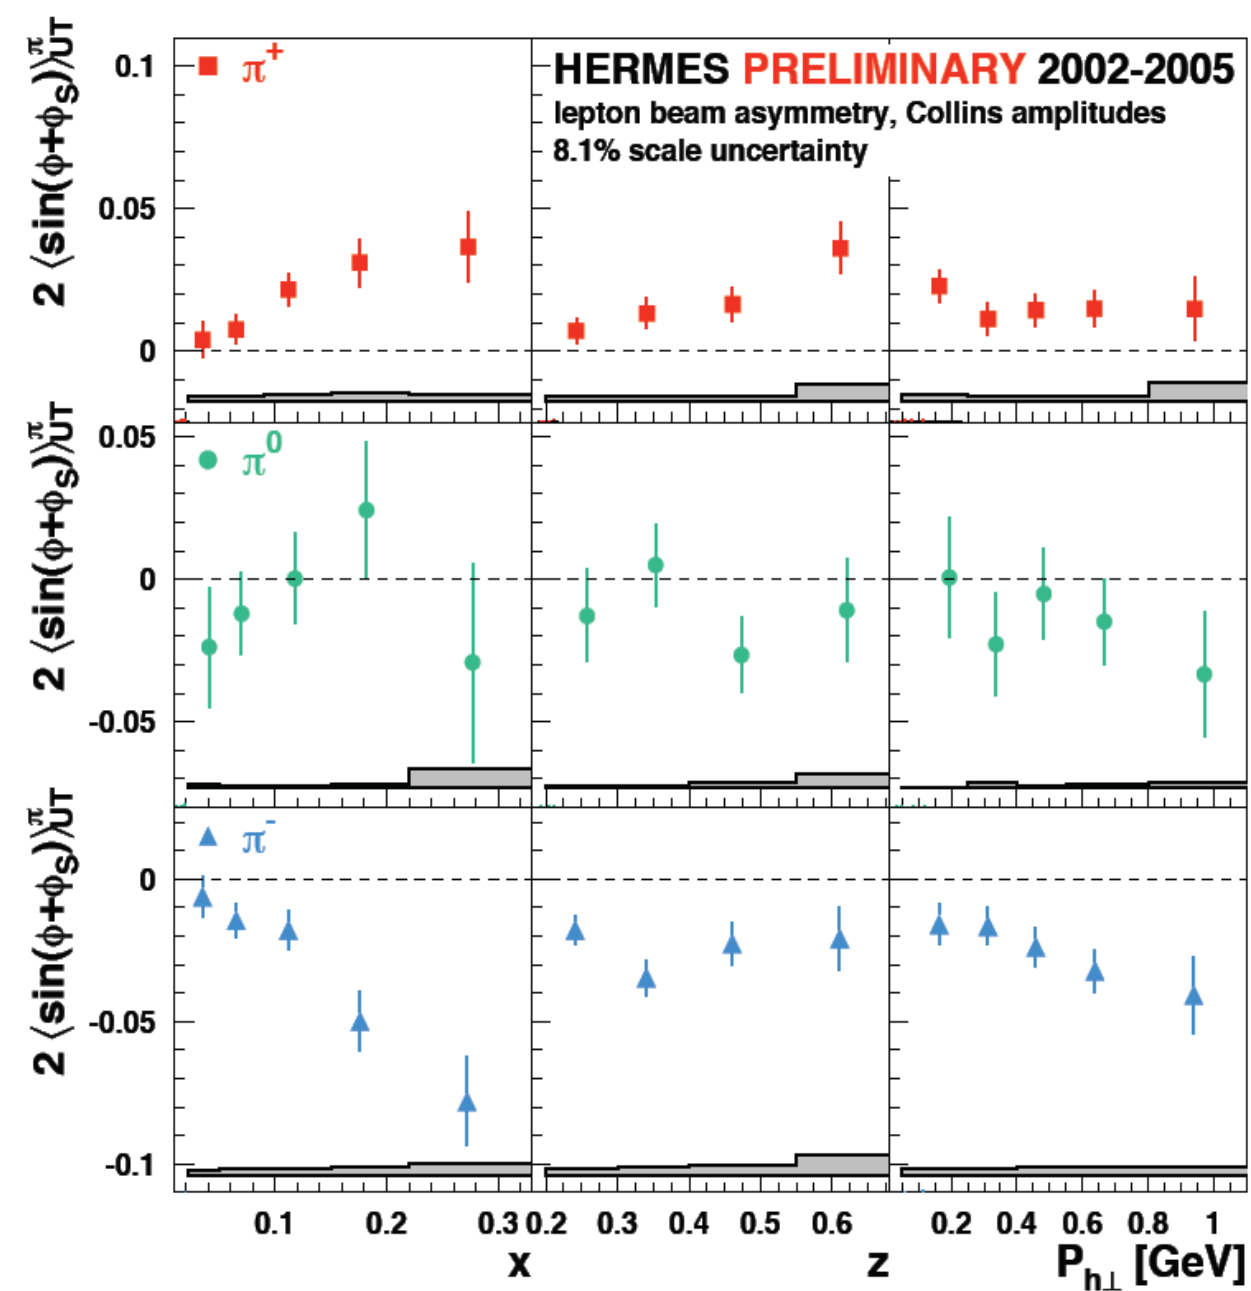 2 ⟨sin(ϕ+ϕS)⟩πUT
0.1
0.05
0
π+
HERMES PRELIMINARY 2002-2005
lepton beam asymmetry, Collins amplitudes
8.1% scale uncertainty
2 ⟨sin(ϕ+ϕS)⟩πUT
0.05
0
-0.05
π0
2 ⟨sin(ϕ+ϕS)⟩πUT
0
-0.05
-0.1
π-
0.1 0.2 0.3 0.2 0.3 0.4 0.5 0.6 0.2 0.4 0.6 0.8 1
x z Ph⊥ [GeV]